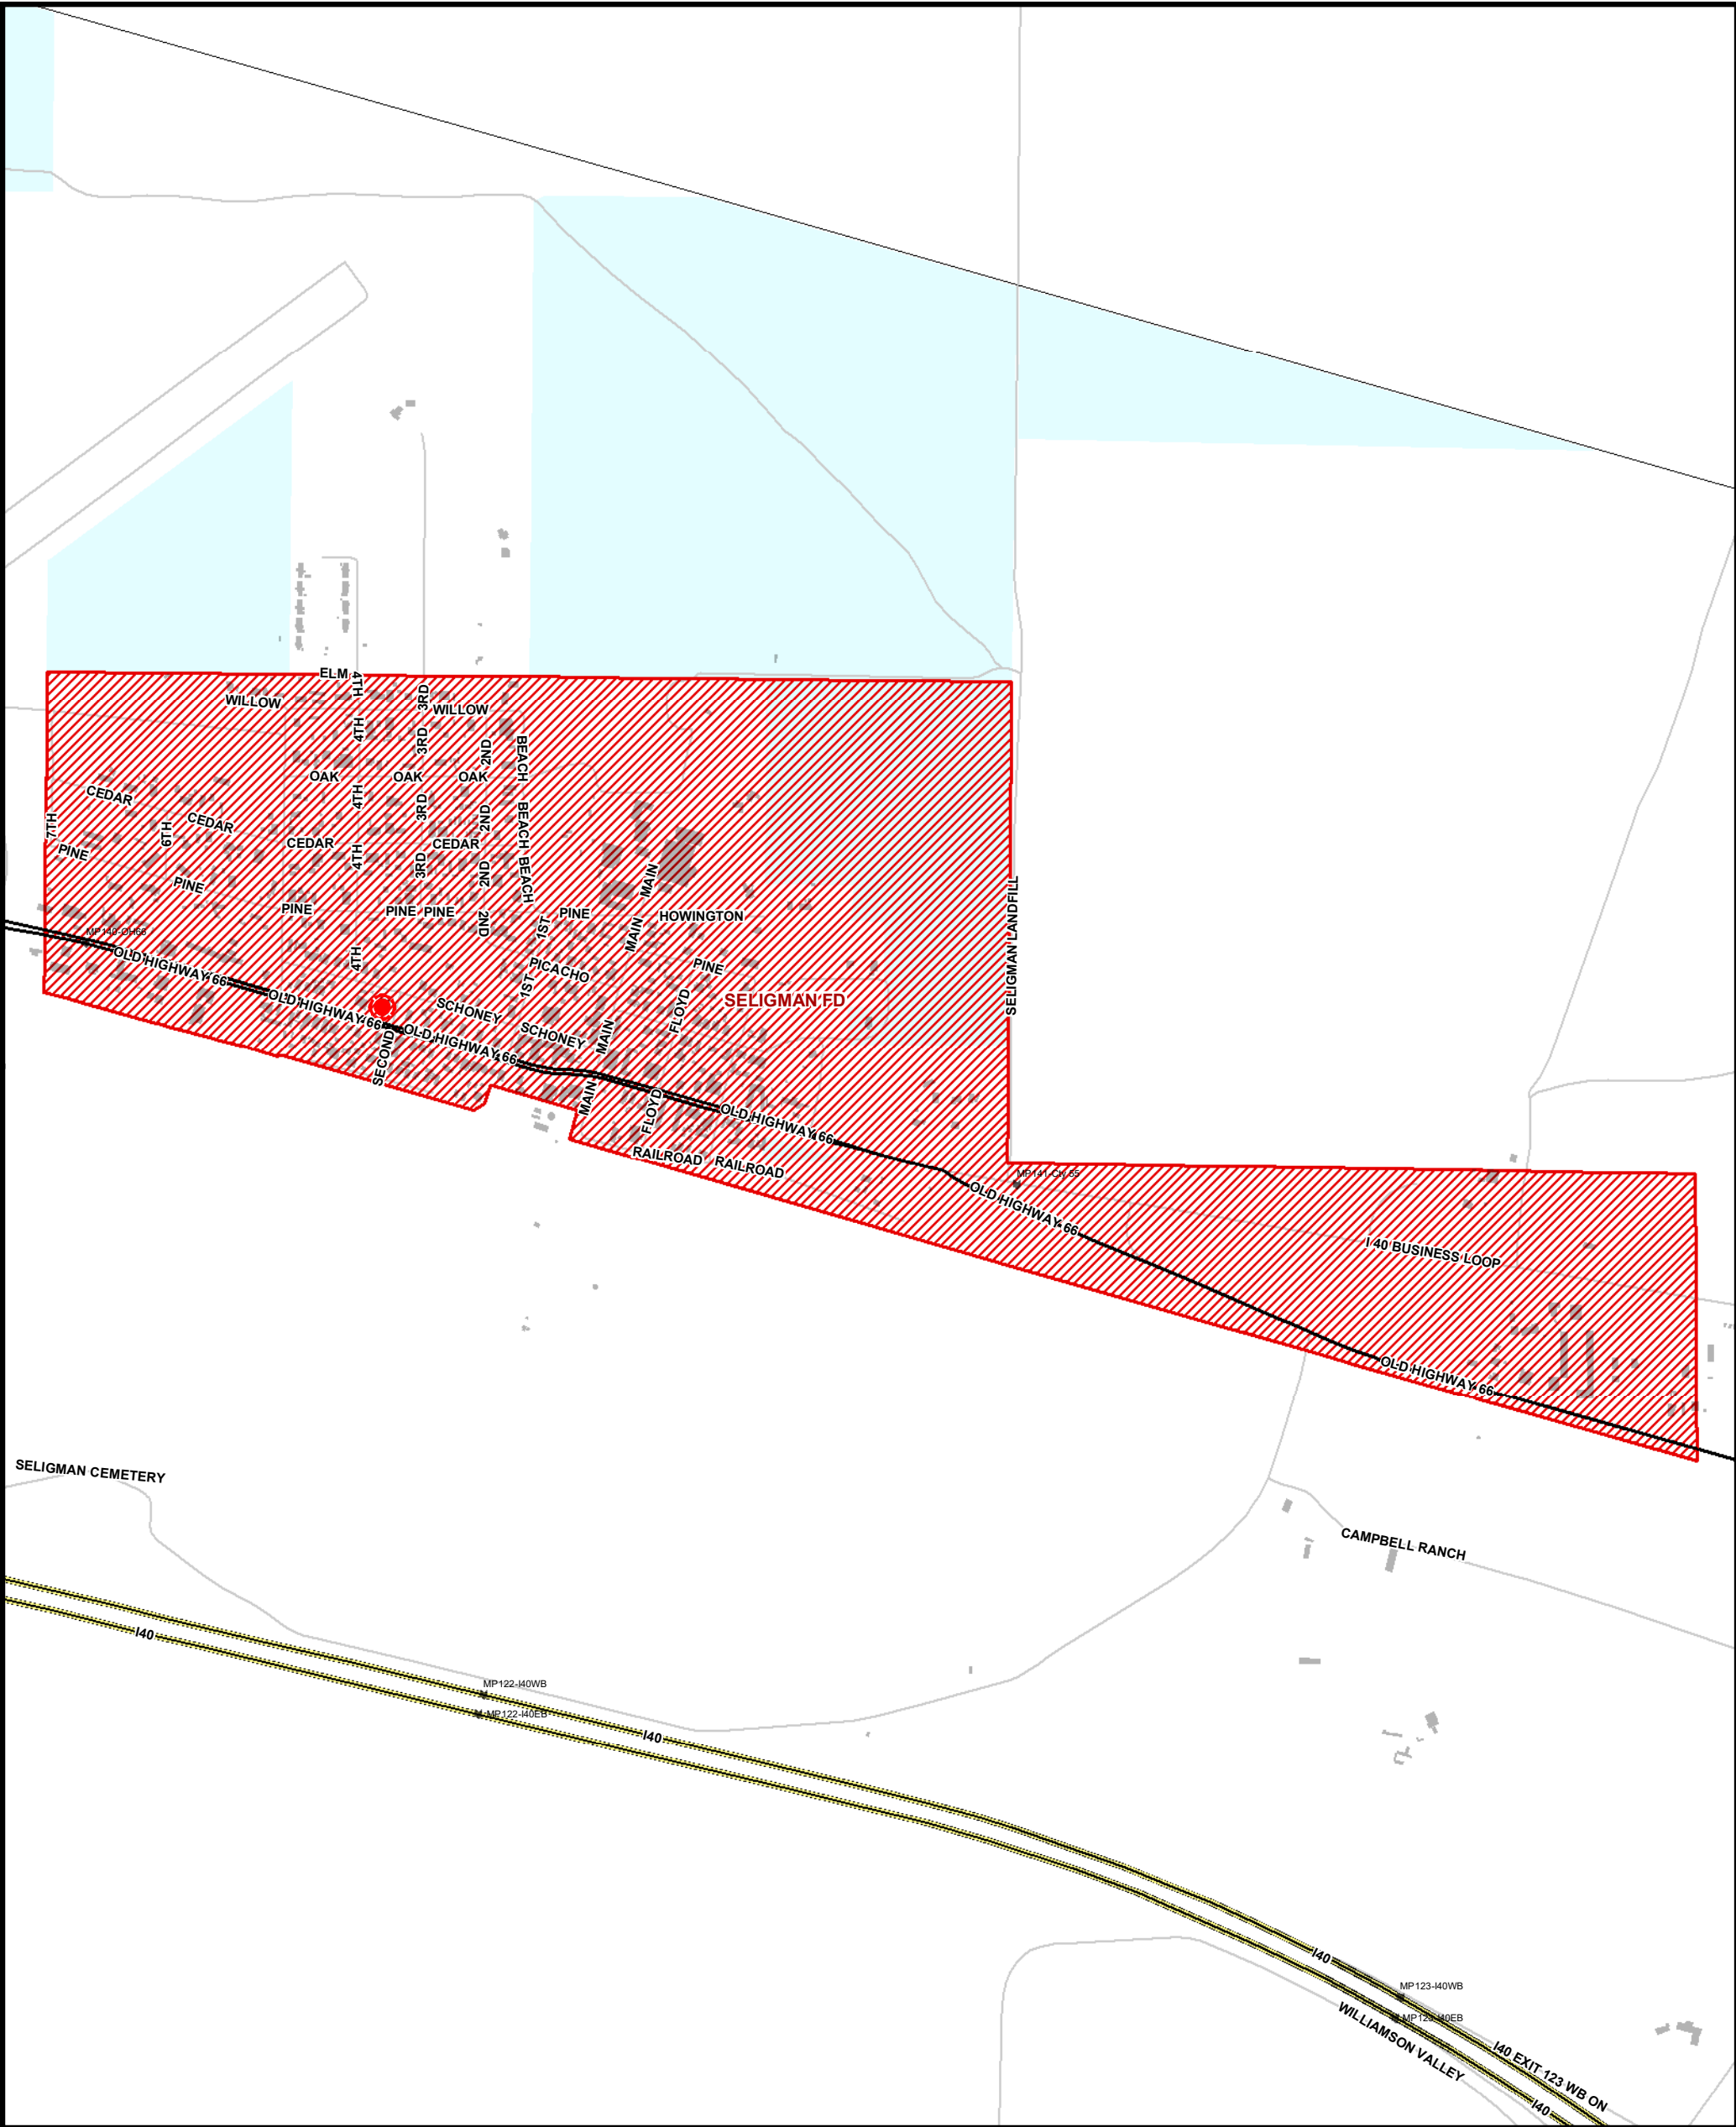 ELM
4TH
3RD
WILLOW
WILLOW
4TH
3RD
2ND
BEACH
OAK
OAK
OAK
CEDAR
4TH
3RD
2ND
BEACH
7TH
6TH
CEDAR
CEDAR
CEDAR
PINE
4TH
3RD
2ND
BEACH
MAIN
PINE
PINE
PINE
PINE
2ND
1ST
PINE
MAIN
HOWINGTON
SELIGMAN LANDFILL
MP140-OH66
OLD HIGHWAY 66
4TH
PICACHO
PINE
1ST
OLD HIGHWAY 66
SCHONEY
SELIGMAN FD
FLOYD
OLD HIGHWAY 66
SCHONEY
MAIN
SECOND
MAIN
FLOYD
OLD HIGHWAY 66
RAILROAD
RAILROAD
MP141-Cty 55
OLD HIGHWAY 66
I 40 BUSINESS LOOP
OLD HIGHWAY 66
SELIGMAN CEMETERY
CAMPBELL RANCH
I40
MP122-I40WB
MP122-I40EB
I40
I40
MP123-I40WB
MP123-I40EB
WILLIAMSON VALLEY
I40 EXIT 123 WB ON
I40